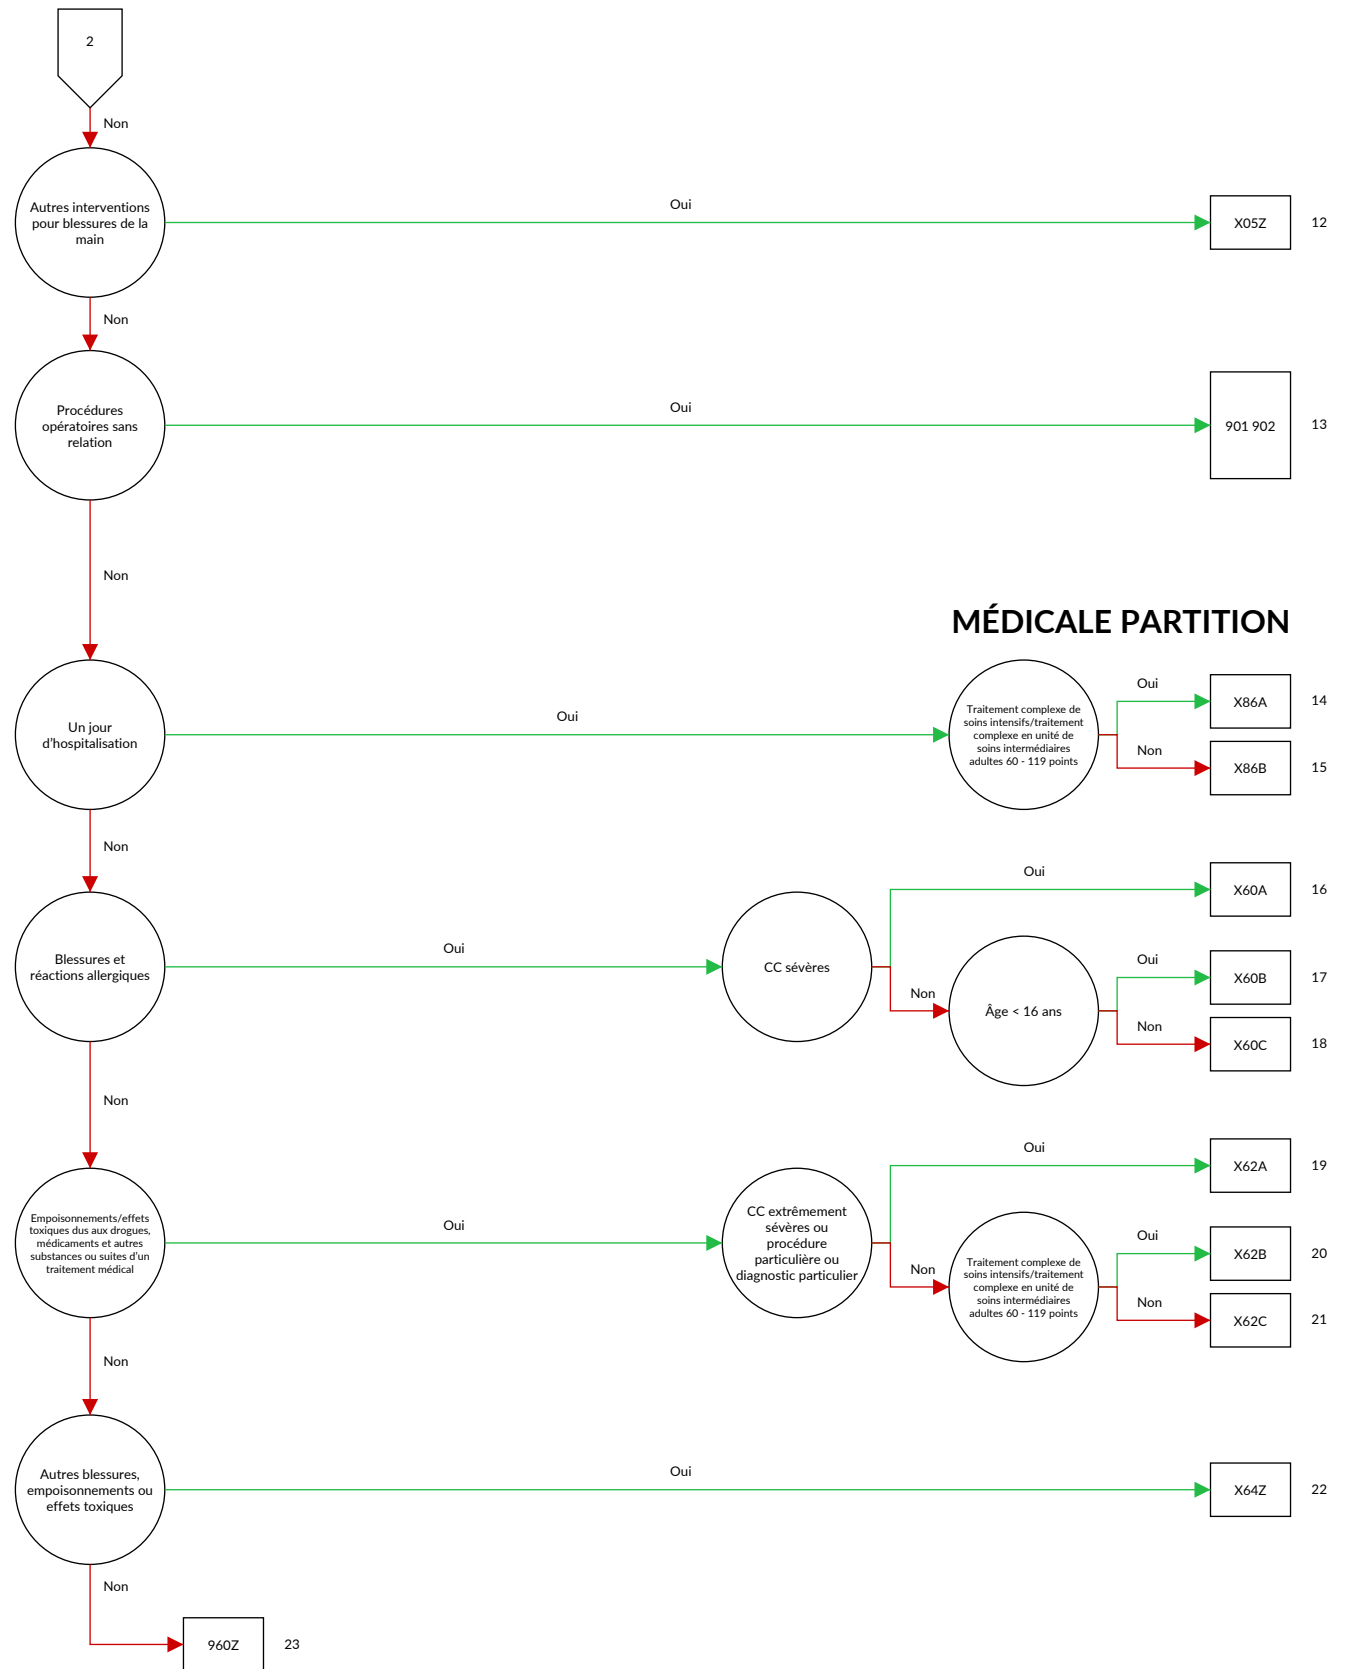 2
Non
Autres interventions
pour blessures de la
main
Oui
X05Z
12
Non
Procédures
opératoires sans
relation
Oui
901 902
13
Non
MÉDICALE PARTITION
Un jour
d'hospitalisation
Oui
Traitement complexe de
soins intensifs/traitement
complexe en unité de
soins intermédiaires
adultes 60 - 119 points
Oui
X86A
14
Non
X86B
15
Non
Blessures et
réactions allergiques
Oui
CC sévères
Oui
X60A
16
Non
Âge < 16 ans
Oui
X60B
17
Non
X60C
18
Non
Empoisonnements/effets
toxiques dus aux drogues,
médicaments et autres
substances ou suites d'un
traitement médical
Oui
CC extrêmement
sévères ou
procédure
particulière ou
diagnostic particulier
Oui
X62A
19
Non
Traitement complexe de
soins intensifs/traitement
complexe en unité de
soins intermédiaires
adultes 60 - 119 points
Oui
X62B
20
Non
X62C
21
Non
Autres blessures,
empoisonnements ou
effets toxiques
Oui
X64Z
22
Non
960Z
23